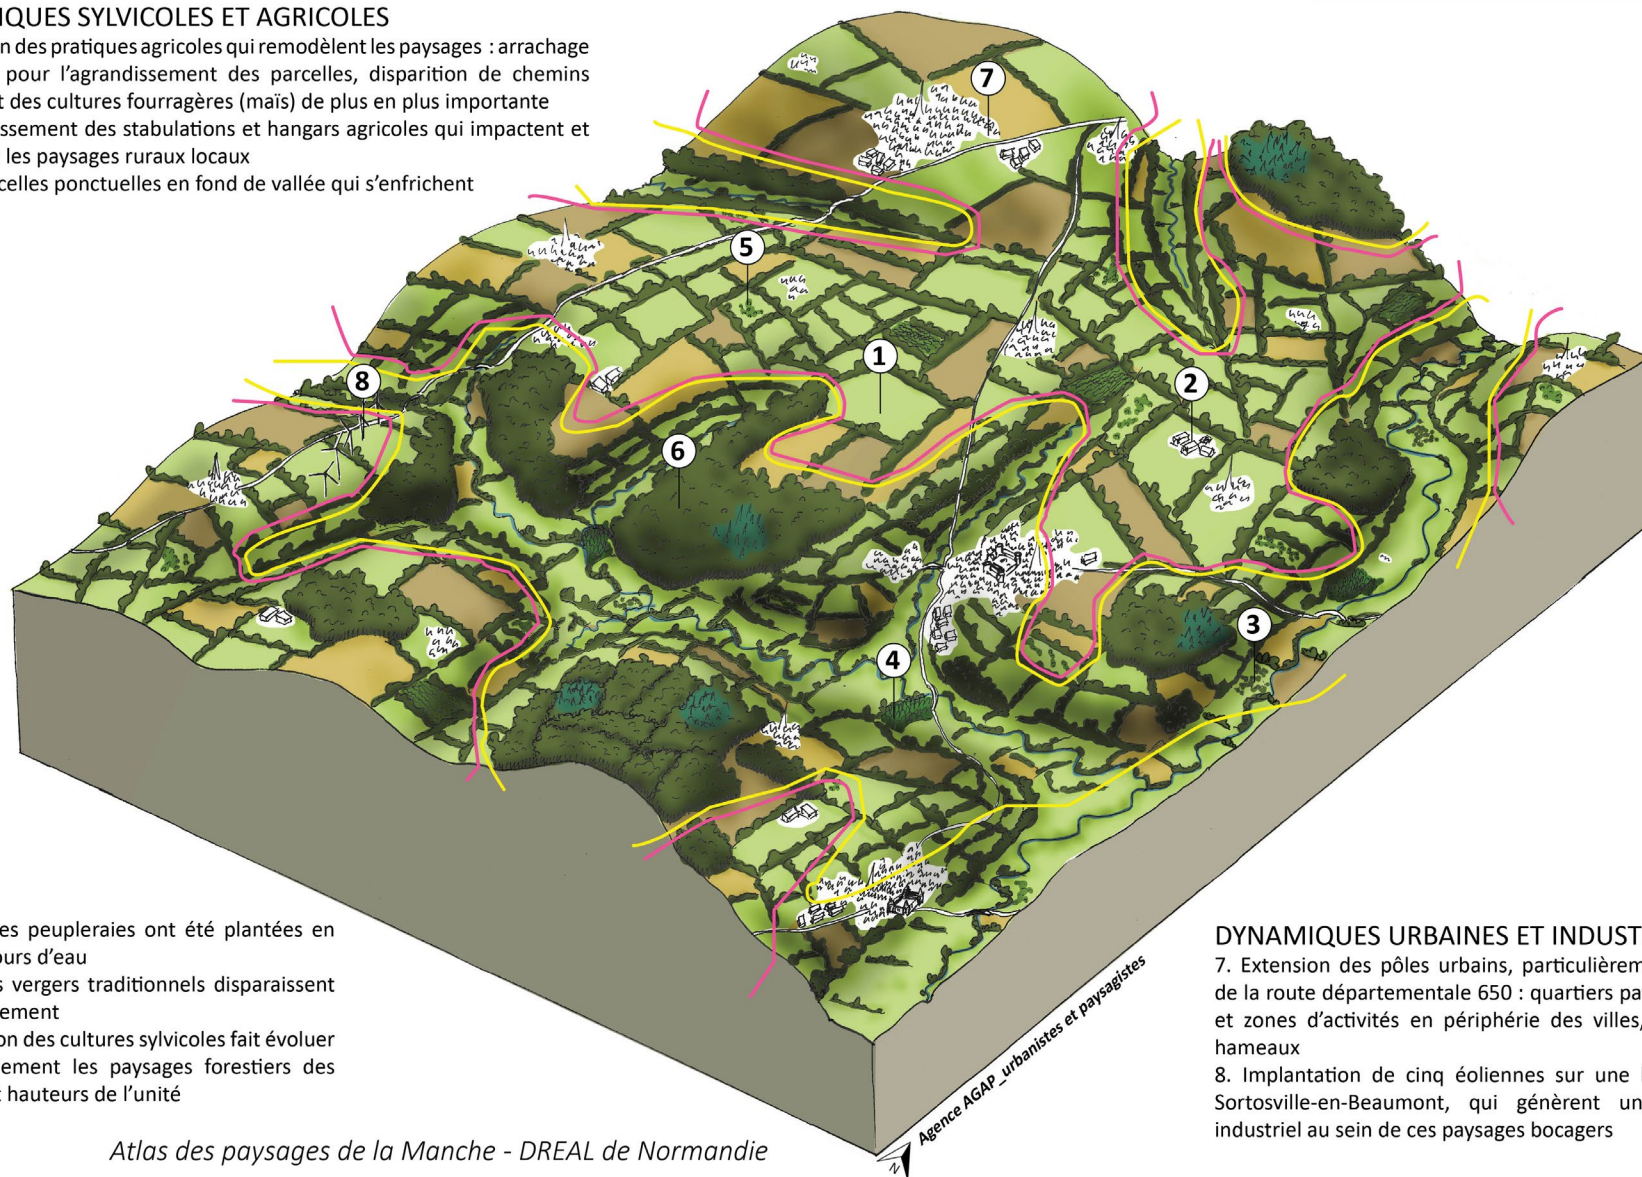 IQUES SYLVICOLES ET AGRICOLES
n des pratiques agricoles qui remodèlent les paysages : arrachage
pour l’agrandissement des parcelles, disparition de chemins
t des cultures fourragères (maïs) de plus en plus importante
issement des stabulations et hangars agricoles qui impactent et
les paysages ruraux locaux
celles ponctuelles en fond de vallée qui s’enfrichent
7
5
1
8
2
6
3
4
es peupleraies ont été plantées en
ours d’eau
s vergers traditionnels disparaissent
ement
on des cultures sylvicoles fait évoluer
ement les paysages forestiers des
t hauteurs de l’unité
DYNAMIQUES URBAINES ET INDUST
7. Extension des pôles urbains, particulièrem
de la route départementale 650 : quartiers pa
et zones d’activités en périphérie des villes,
hameaux
8. Implantation de cinq éoliennes sur une
Sortosville-en-Beaumont, qui génèrent un
industriel au sein de ces paysages bocagers
Agence AGAP_urbanistes et paysagistes
N
Atlas des paysages de la Manche - DREAL de Normandie